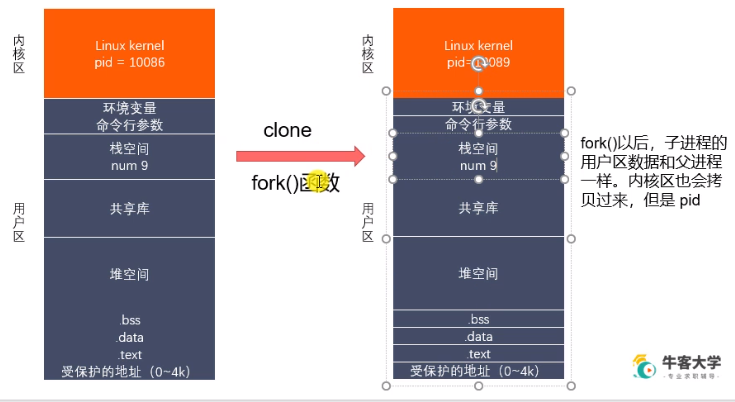 内核区
Linux kernel
pid = 10086
环境变量
命令行参数
栈空间
num 9
用户区
共享库
堆空间
.bss
.data
.text
受保护的地址（0~4k）
clone
fork()函数
内核区
Linux kernel
pid=10089
环境变量
命令行参数
栈空间
num 9
用户区
共享库
堆空间
.bss
.data
.text
受保护的地址（0~4k）
fork()以后，子进程的
用户区数据和父进程
一样。内核区也会拷
贝过来，但是 pid
牛客大学
·专业求职辅导·